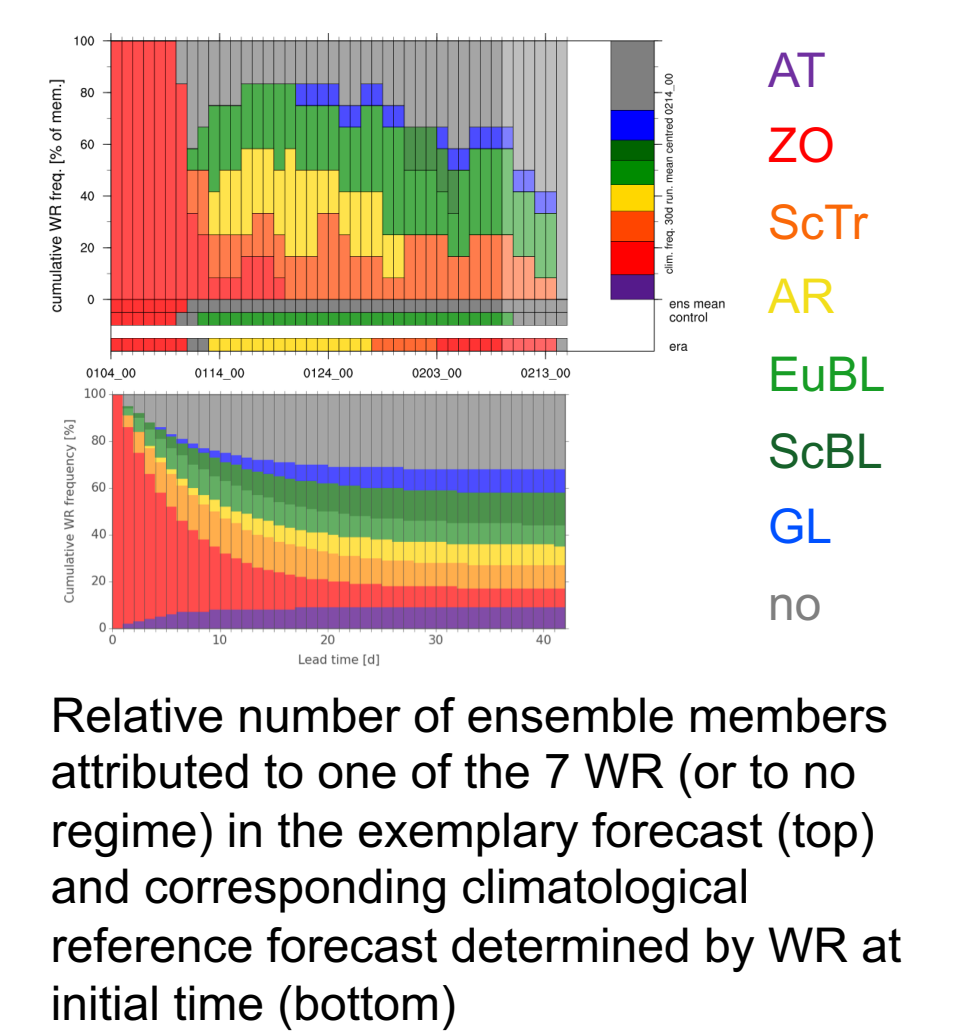 100
80
60
40
20
0
cumulative WR freq. [% of mem.]
clim. freq. 30d run. mean centred 0214_00
ens mean
control
era
0104_00 0114_00 0124_00 0203_00 0213_00
100
80
60
40
20
0
Cumulative WR frequency [%]
0 10 20 30 40
Lead time [d]
AT
ZO
ScTr
AR
EuBL
ScBL
GL
no
Relative number of ensemble members
attributed to one of the 7 WR (or to no
regime) in the exemplary forecast (top)
and corresponding climatological
reference forecast determined by WR at
initial time (bottom)